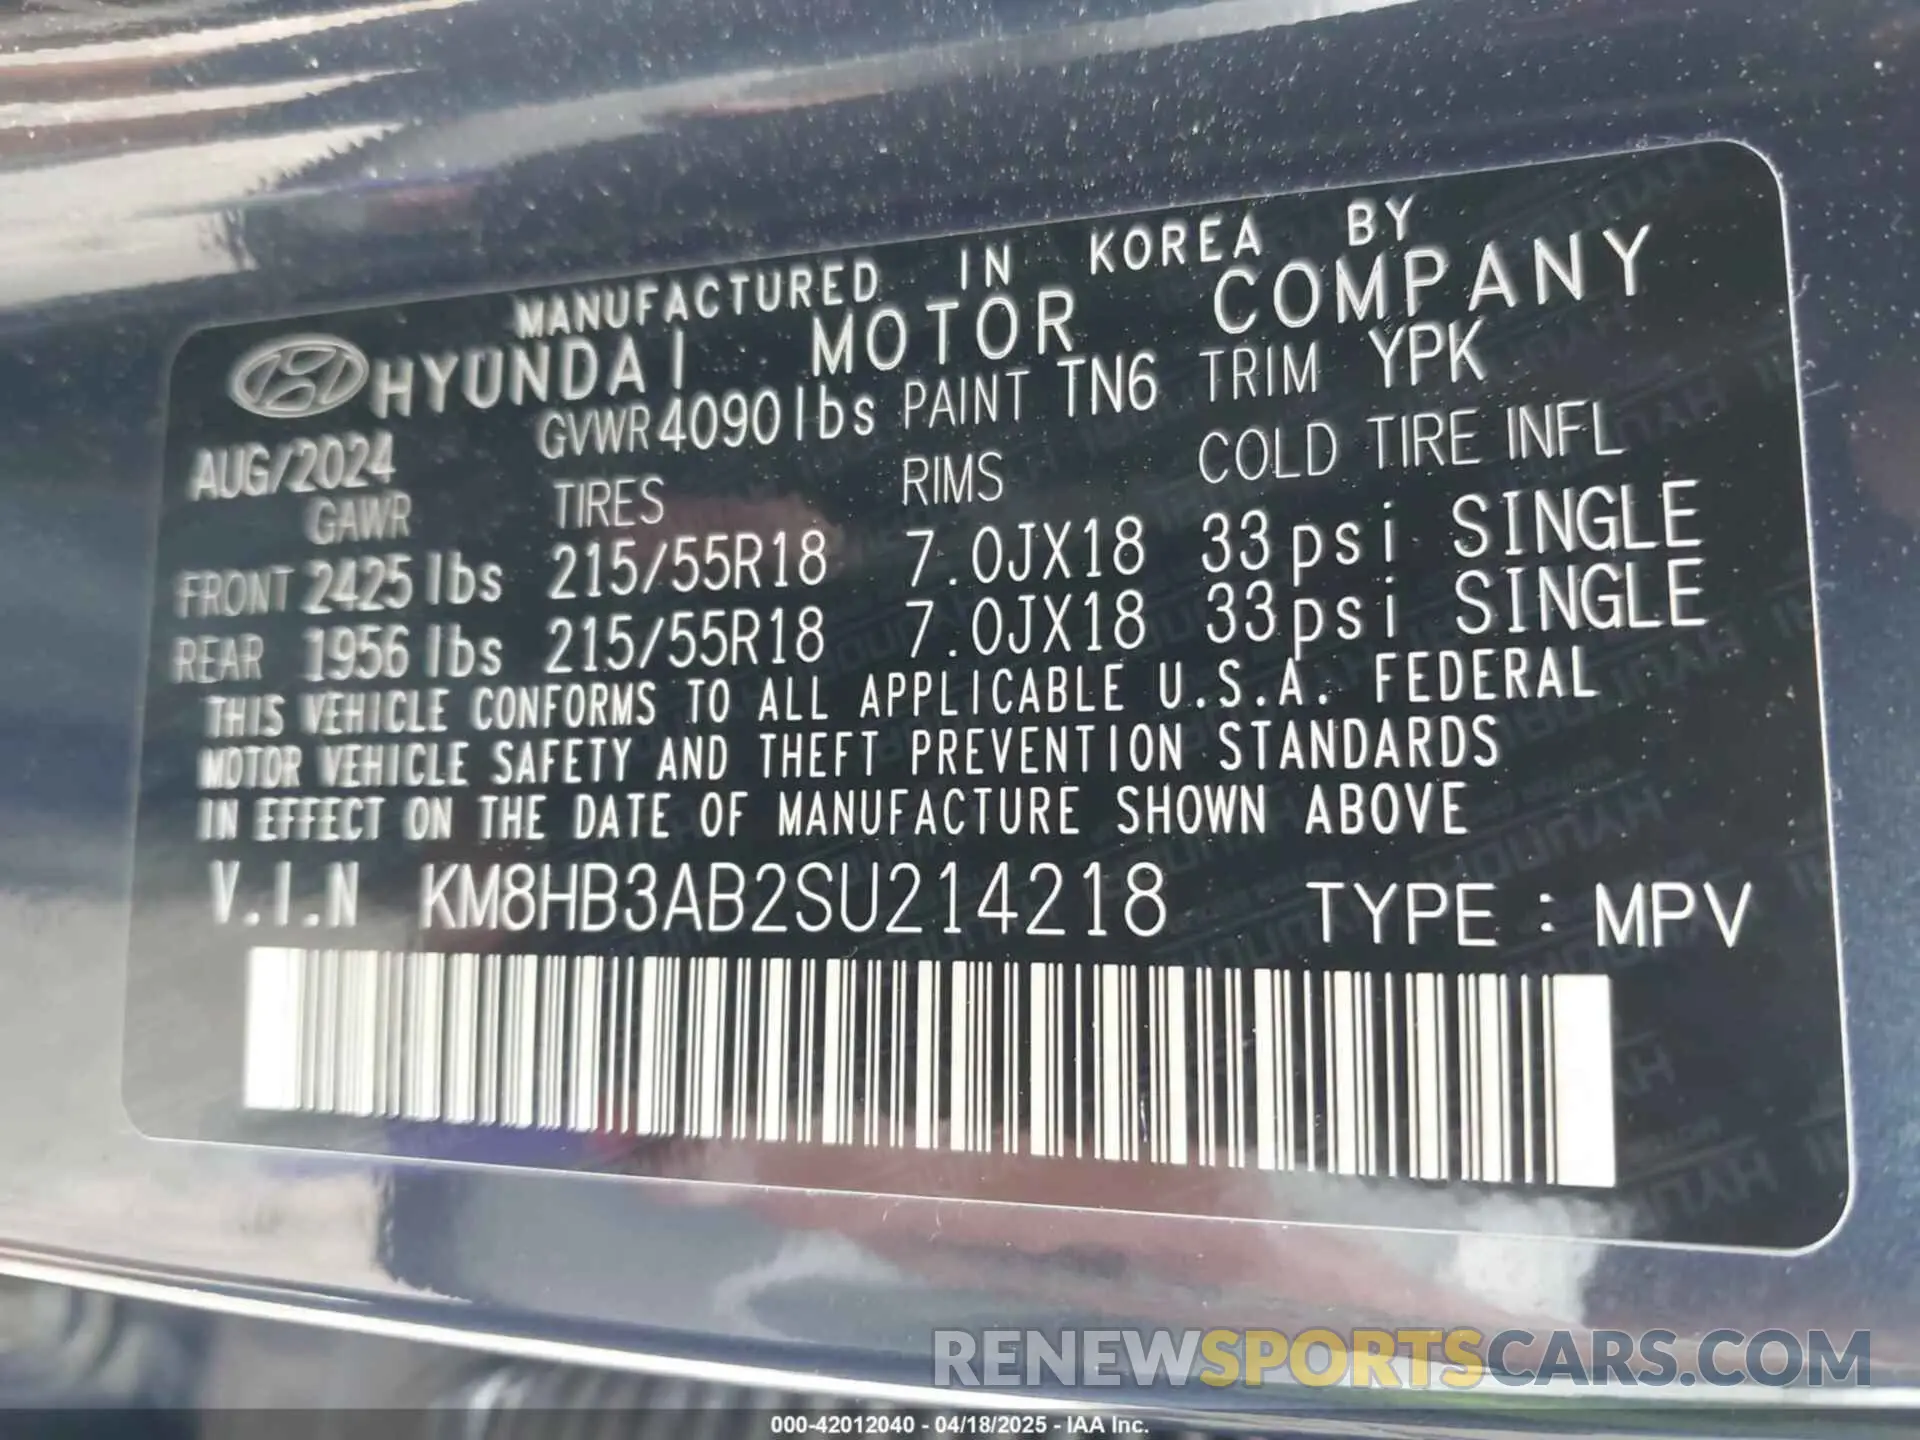 MANUFACTURED IN KOREA BY
HYUNDAI MOTOR COMPANY
AUG/2024 GVWR 4090 lbs PAINT TN6 TRIM YPK
GAWR TIRES RIMS COLD TIRE INFL
FRONT 2425 lbs 215/55R18 7.0JX18 33psi SINGLE
REAR 1956 lbs 215/55R18 7.0JX18 33psi SINGLE
THIS VEHICLE CONFORMS TO ALL APPLICABLE U.S.A. FEDERAL
MOTOR VEHICLE SAFETY AND THEFT PREVENTION STANDARDS
IN EFFECT ON THE DATE OF MANUFACTURE SHOWN ABOVE
V.I.N KM8HB3AB2SU214218 TYPE : MPV
RENEWSPORTSCARS.COM
000-42012040 - 04/18/2025 - IAA Inc.